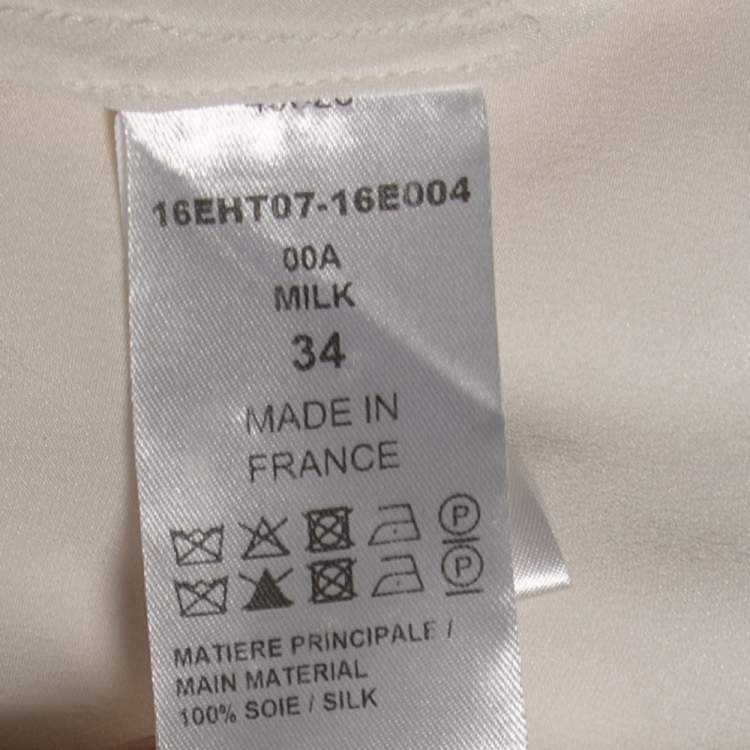 16EHT07-16E004
00A
MILK
34
MADE IN
FRANCE
P
P
MATIERE PRINCIPALE /
MAIN MATERIAL
100% SOIE / SILK